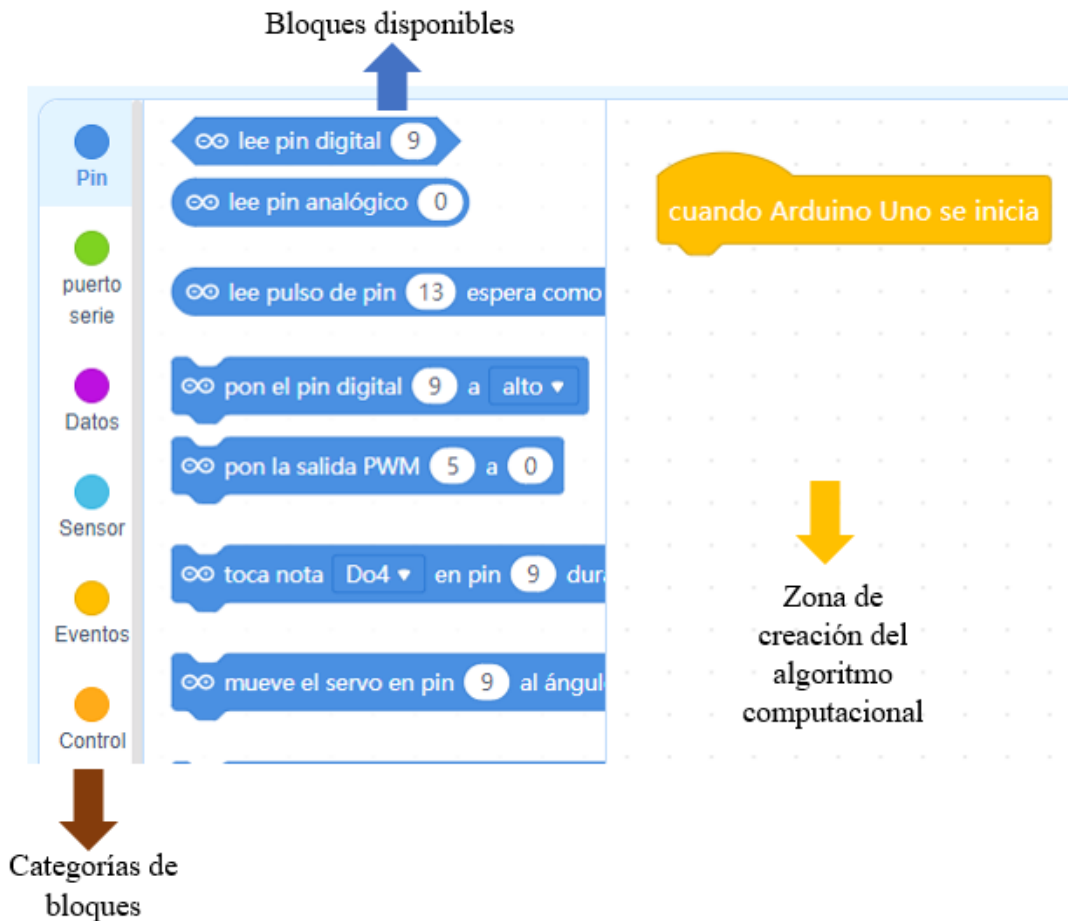 Bloques disponibles
Pin
puerto
serie
Datos
Sensor
Eventos
Control
lee pin digital 9
lee pin analógico 0
lee pulso de pin 13 espera como
pon el pin digital 9 a alto
pon la salida PWM 5 a 0
toca nota Do4 en pin 9 dur
mueve el servo en pin 9 al ángul
cuando Arduino Uno se inicia
Zona de
creación del
algoritmo
computacional
Categorías de
bloques